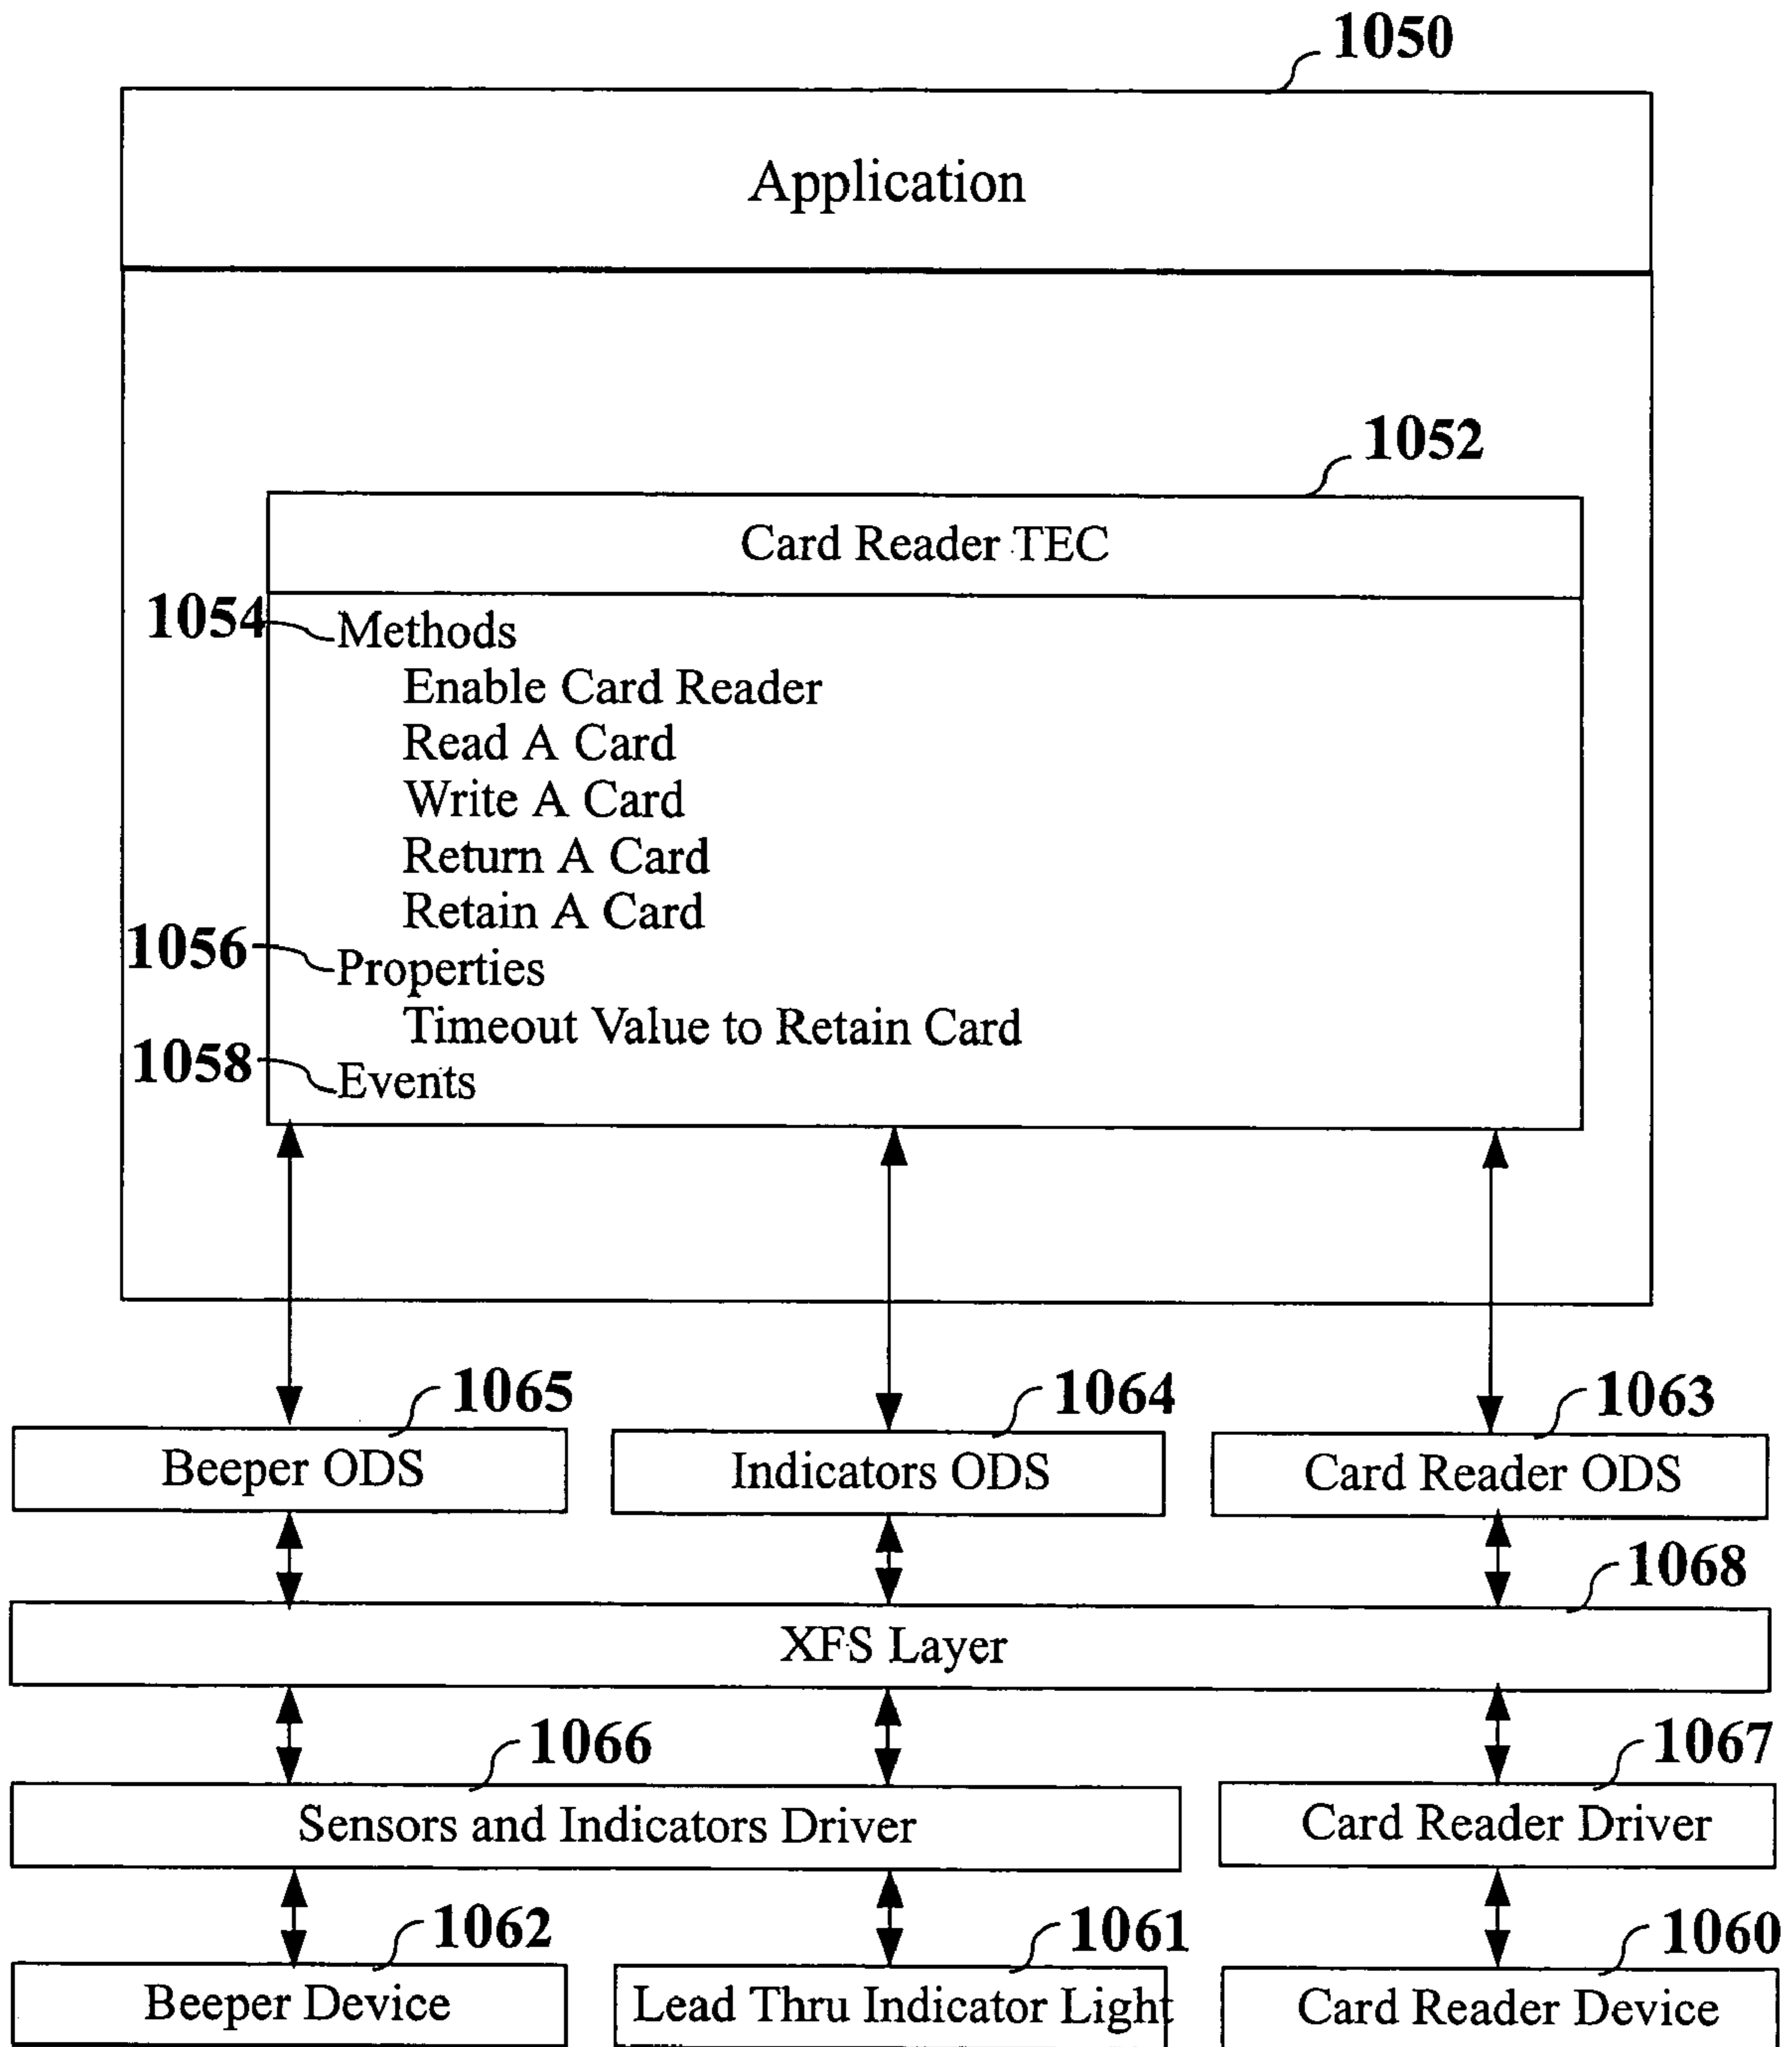 1050
Application
1052
Card Reader TEC
1054
Methods
Enable Card Reader
Read A Card
Write A Card
Return A Card
Retain A Card
1056
Properties
Timeout Value to Retain Card
1058
Events
1065
1064
1063
Beeper ODS
Indicators ODS
Card Reader ODS
1068
XFS Layer
1066
1067
Sensors and Indicators Driver
Card Reader Driver
1062
1061
1060
Beeper Device
Lead Thru Indicator Light
Card Reader Device